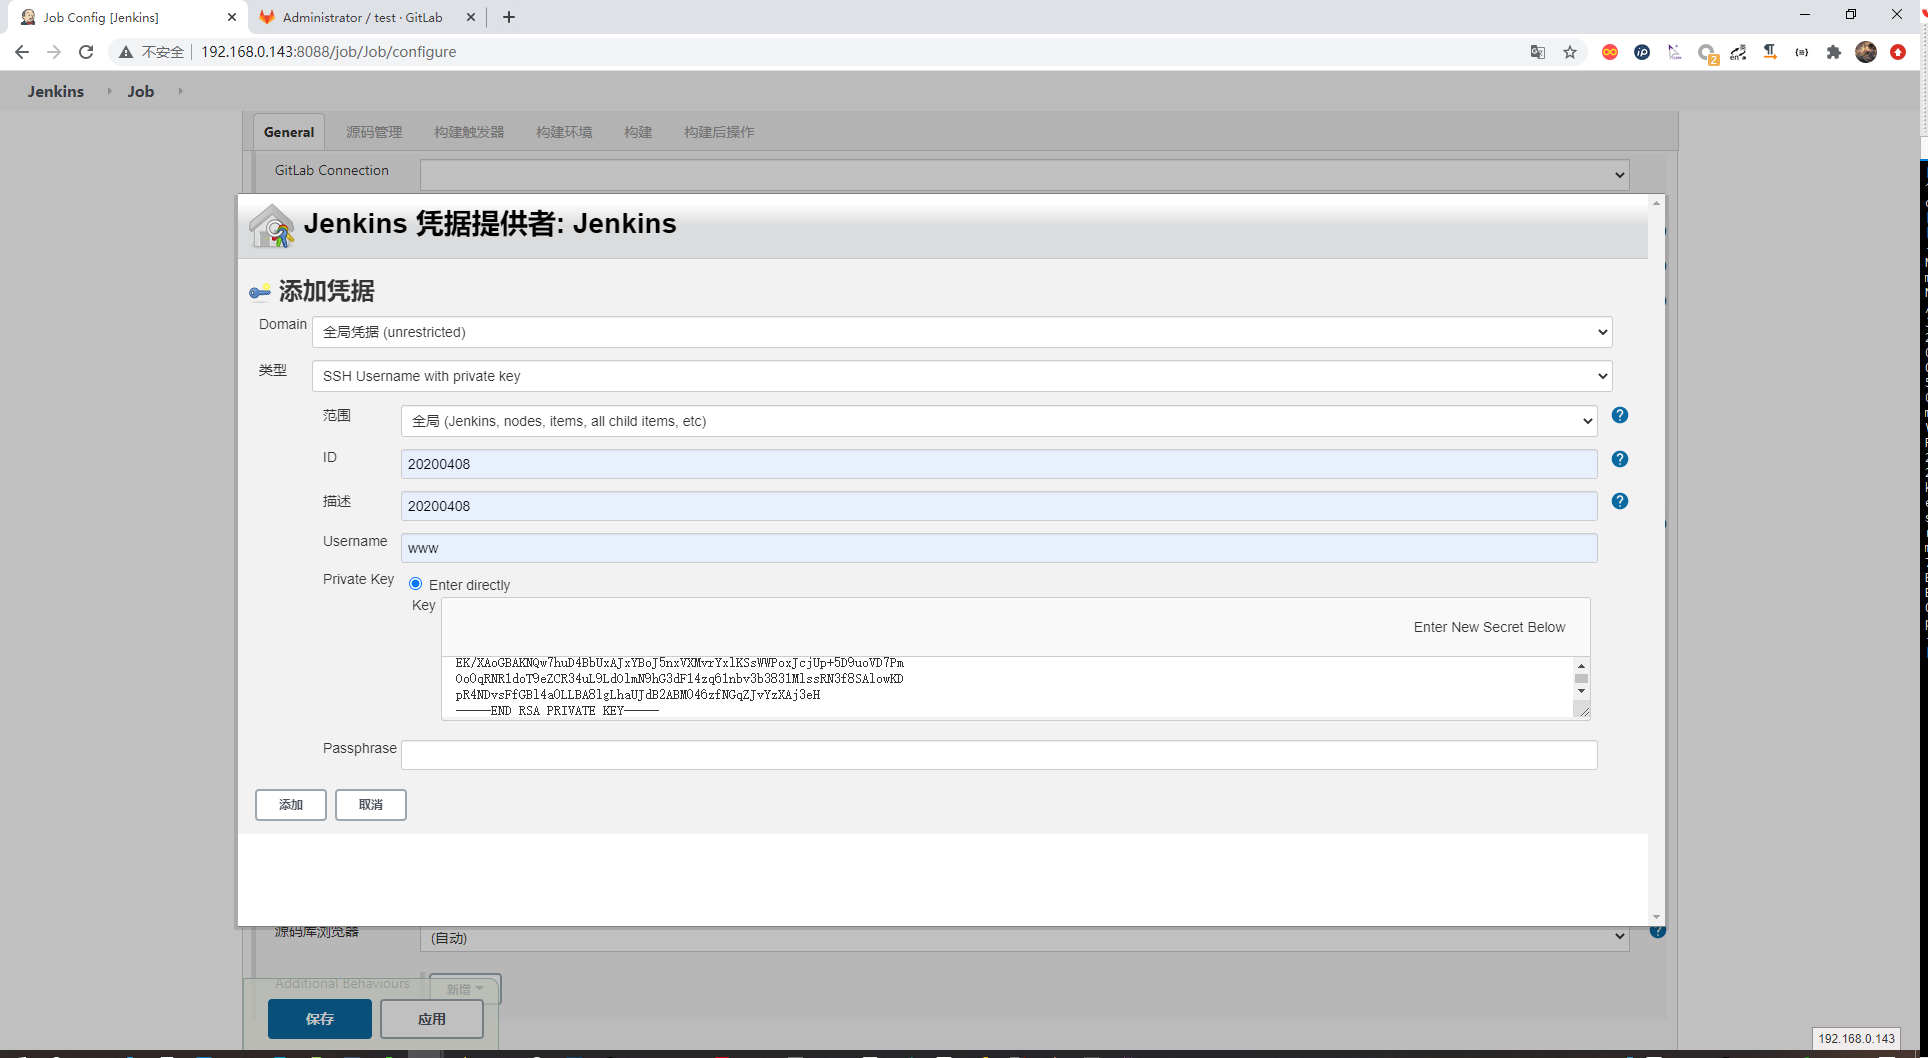 Job Config [Jenkins]
Administrator / test · GitLab
不安全
192.168.0.143:8088/job/Job/configure
Jenkins
Job
General
源码管理
构建触发器
构建环境
构建
构建后操作
GitLab Connection
Jenkins 凭据提供者: Jenkins
添加凭据
Domain
全局凭据 (unrestricted)
类型
SSH Username with private key
范围
全局 (Jenkins, nodes, items, all child items, etc)
ID
20200408
描述
20200408
Username
www
Private Key
Enter directly
Key
Enter New Secret Below
-----END RSA PRIVATE KEY-----
Passphrase
添加
取消
源码库浏览器
(自动)
Additional Behaviours
新增
保存
应用
192.168.0.143